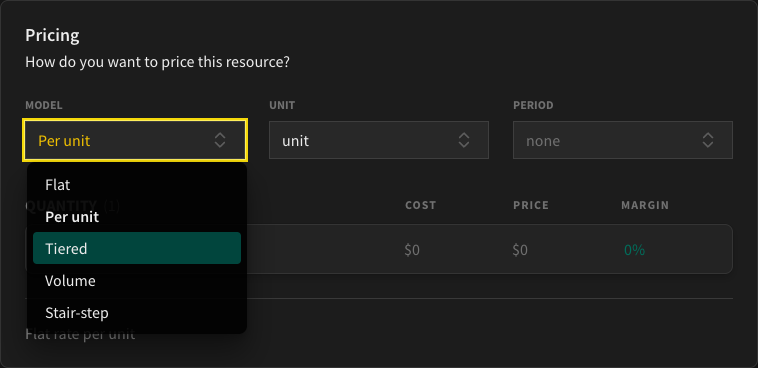 Pricing
How do you want to price this resource?
MODEL UNIT PERIOD
Per unit unit none
Flat
QUANTITY COST PRICE MARGIN
Per unit
Tiered $0 $0 0%
Volume
Stair-step
Flat rate per unit